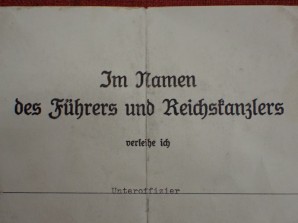 Im Namen
des Führers und Reichskanzlers
verleihe ich
Unteroffizier